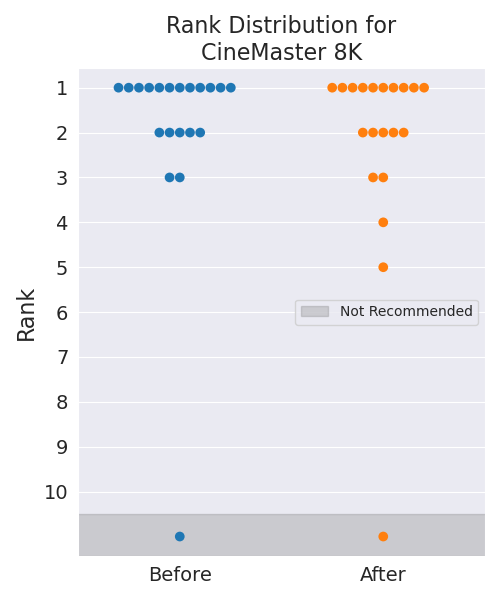 Rank Distribution for
CineMaster 8K
1
2
3
4
5
6
7
8
9
10
Rank
Not Recommended
Before
After